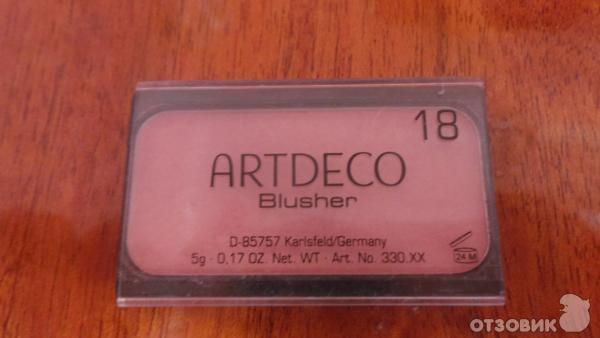 18
ARTDECO
Blusher
D-85757 Karlsfeld/Germany
5g · 0,17 OZ. Net. WT · Art. No. 330.XX
24 M
ОТЗОВИК